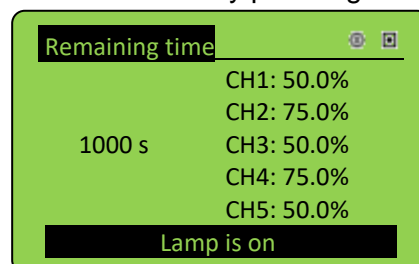 Remaining time
CH1: 50.0%
CH2: 75.0%
1000 s CH3: 50.0%
CH4: 75.0%
CH5: 50.0%
Lamp is on